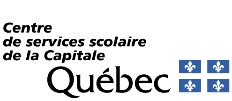 Centre
de services scolaire
de la Capitale
Québec